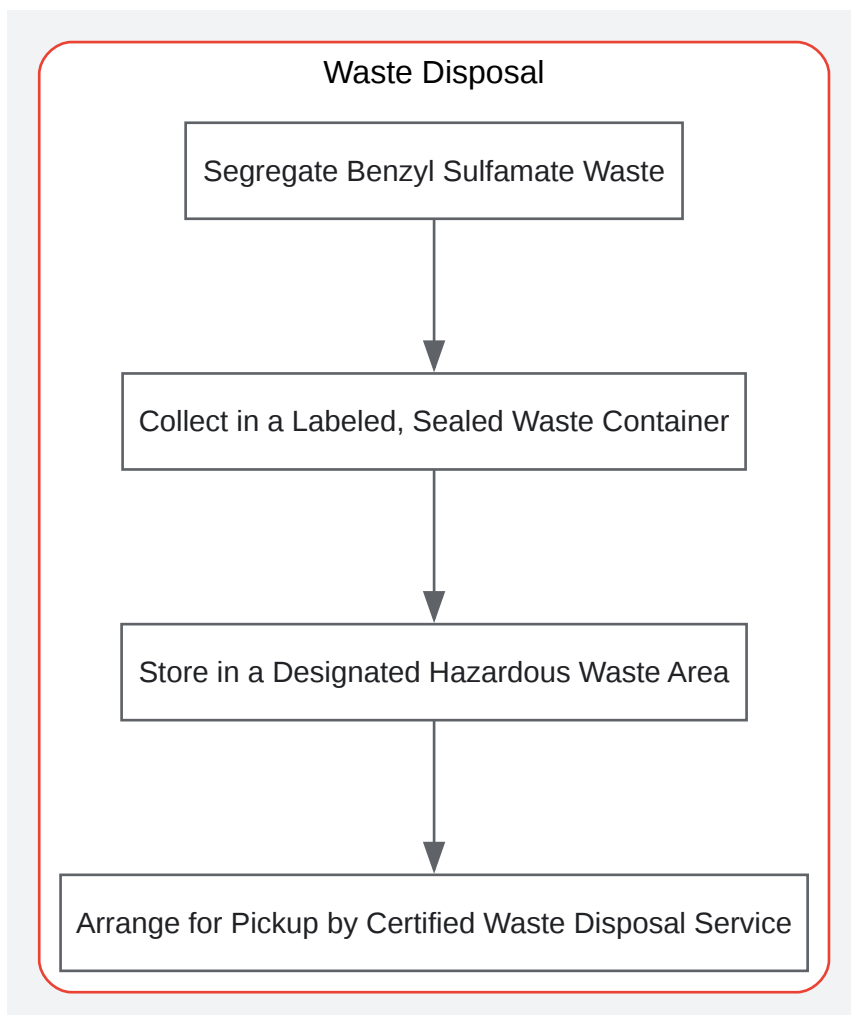 Waste Disposal
Segregate Benzyl Sulfamate Waste
Collect in a Labeled, Sealed Waste Container
Store in a Designated Hazardous Waste Area
Arrange for Pickup by Certified Waste Disposal Service